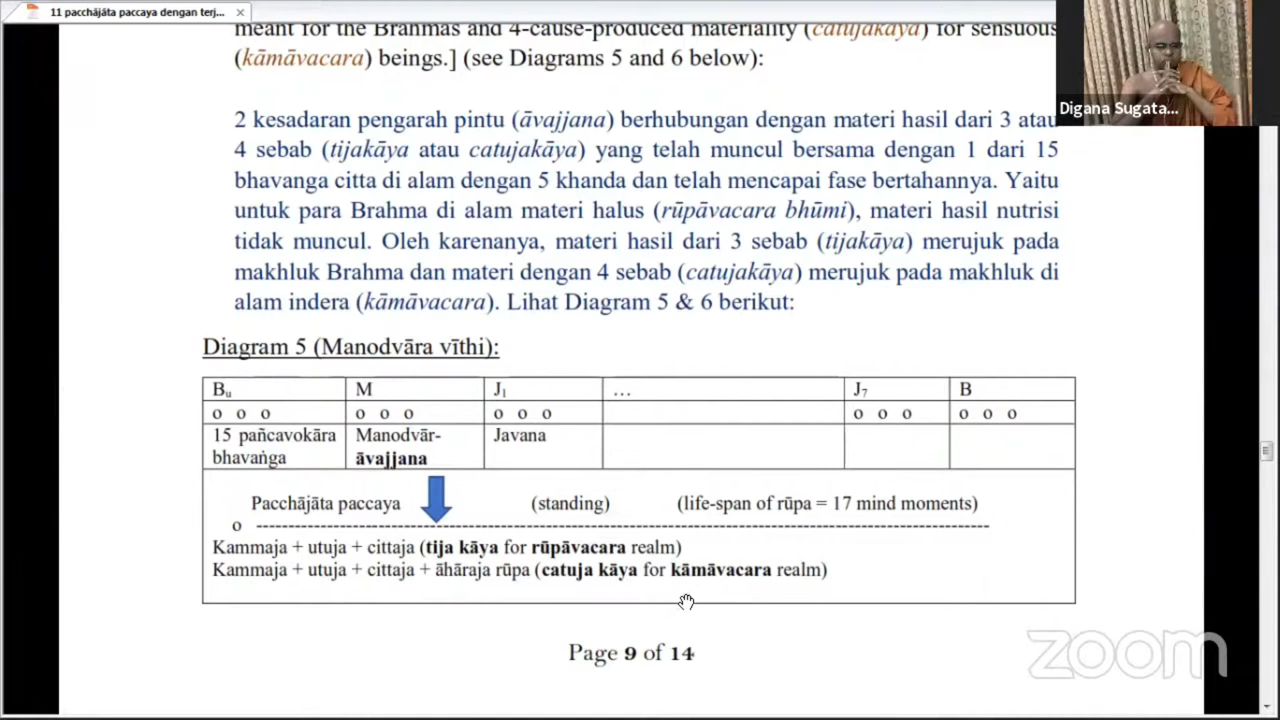 11 pacchājāta paccaya dengan terj...
meant for the Brahmas and 4-cause-produced materiality (catujakāya) for sensuous
(kāmāvacara) beings.] (see Diagrams 5 and 6 below):
Digana Sugata...
2 kesadaran pengarah pintu (āvajjana) berhubungan dengan materi hasil dari 3 atau
4 sebab (tijakāya atau catujakāya) yang telah muncul bersama dengan 1 dari 15
bhavanga citta di alam dengan 5 khanda dan telah mencapai fase bertahannya. Yaitu
untuk para Brahma di alam materi halus (rūpāvacara bhūmi), materi hasil nutrisi
tidak muncul. Oleh karenanya, materi hasil dari 3 sebab (tijakāya) merujuk pada
makhluk Brahma dan materi dengan 4 sebab (catujakāya) merujuk pada makhluk di
alam indera (kāmāvacara). Lihat Diagram 5 & 6 berikut:
Diagram 5 (Manodvāra vīthi):
Bu M J1 ... J7 B
o o o o o o o o o o o o o o o
15 pañcavokāra Manodvār- Javana
bhavaṅga āvajjana
Pacchājāta paccaya (standing) (life-span of rūpa = 17 mind moments)
o
Kammaja + utuja + cittaja (tija kāya for rūpāvacara realm)
Kammaja + utuja + cittaja + āhāraja rūpa (catuja kāya for kāmāvacara realm)
Page 9 of 14
zoom